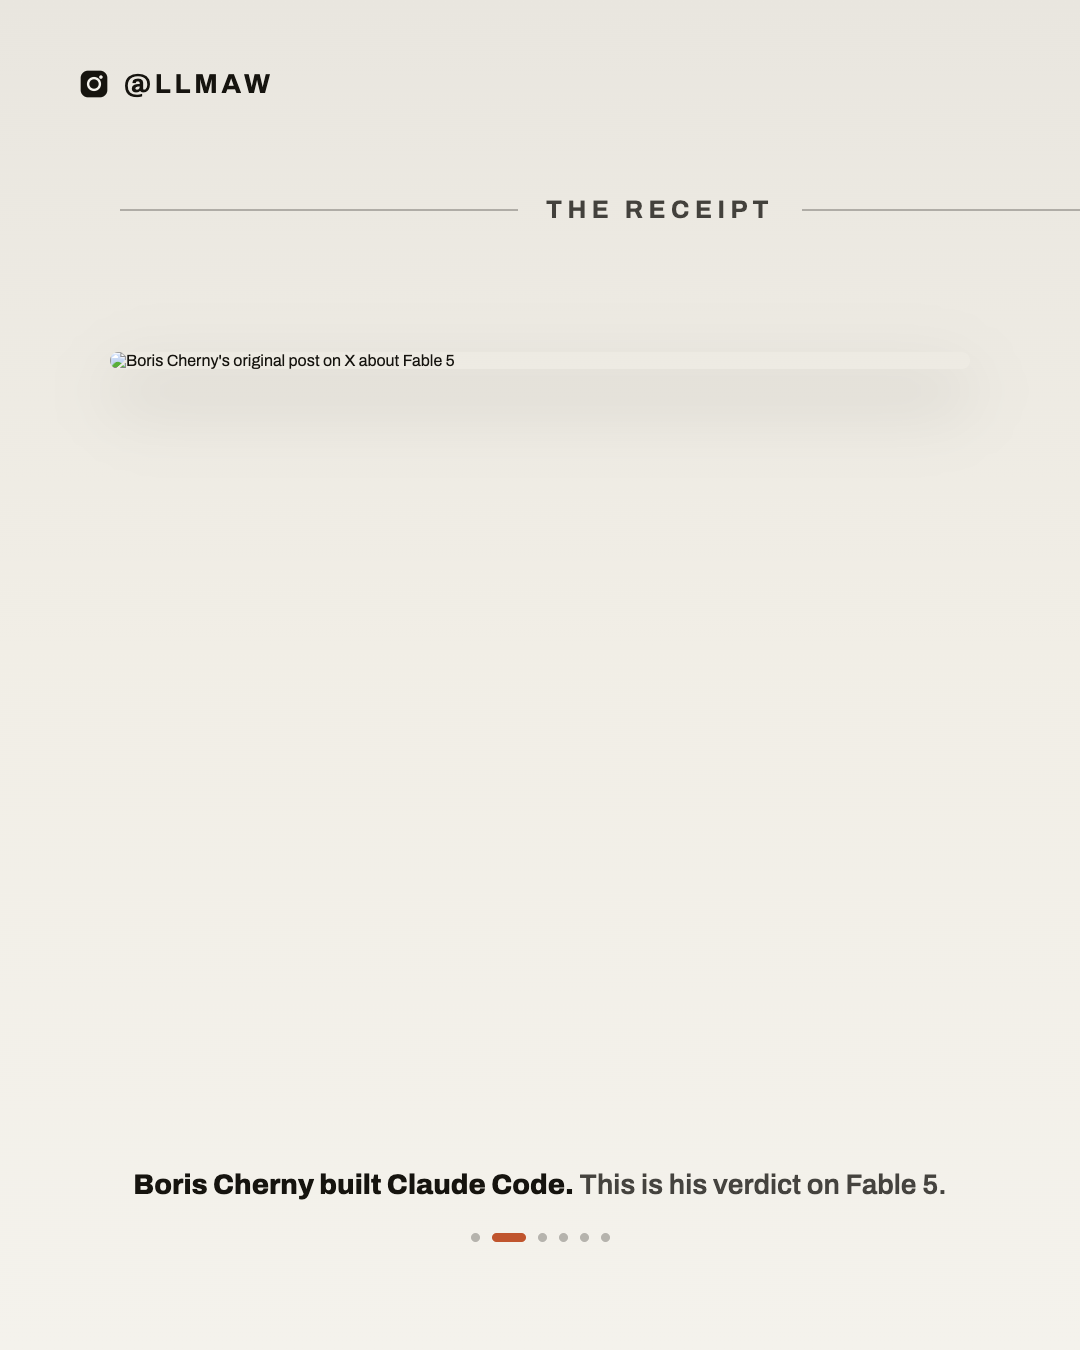 @LLMAW
THE RECEIPT
Boris Cherny's original post on X about Fable 5
Boris Cherny built Claude Code. This is his verdict on Fable 5.